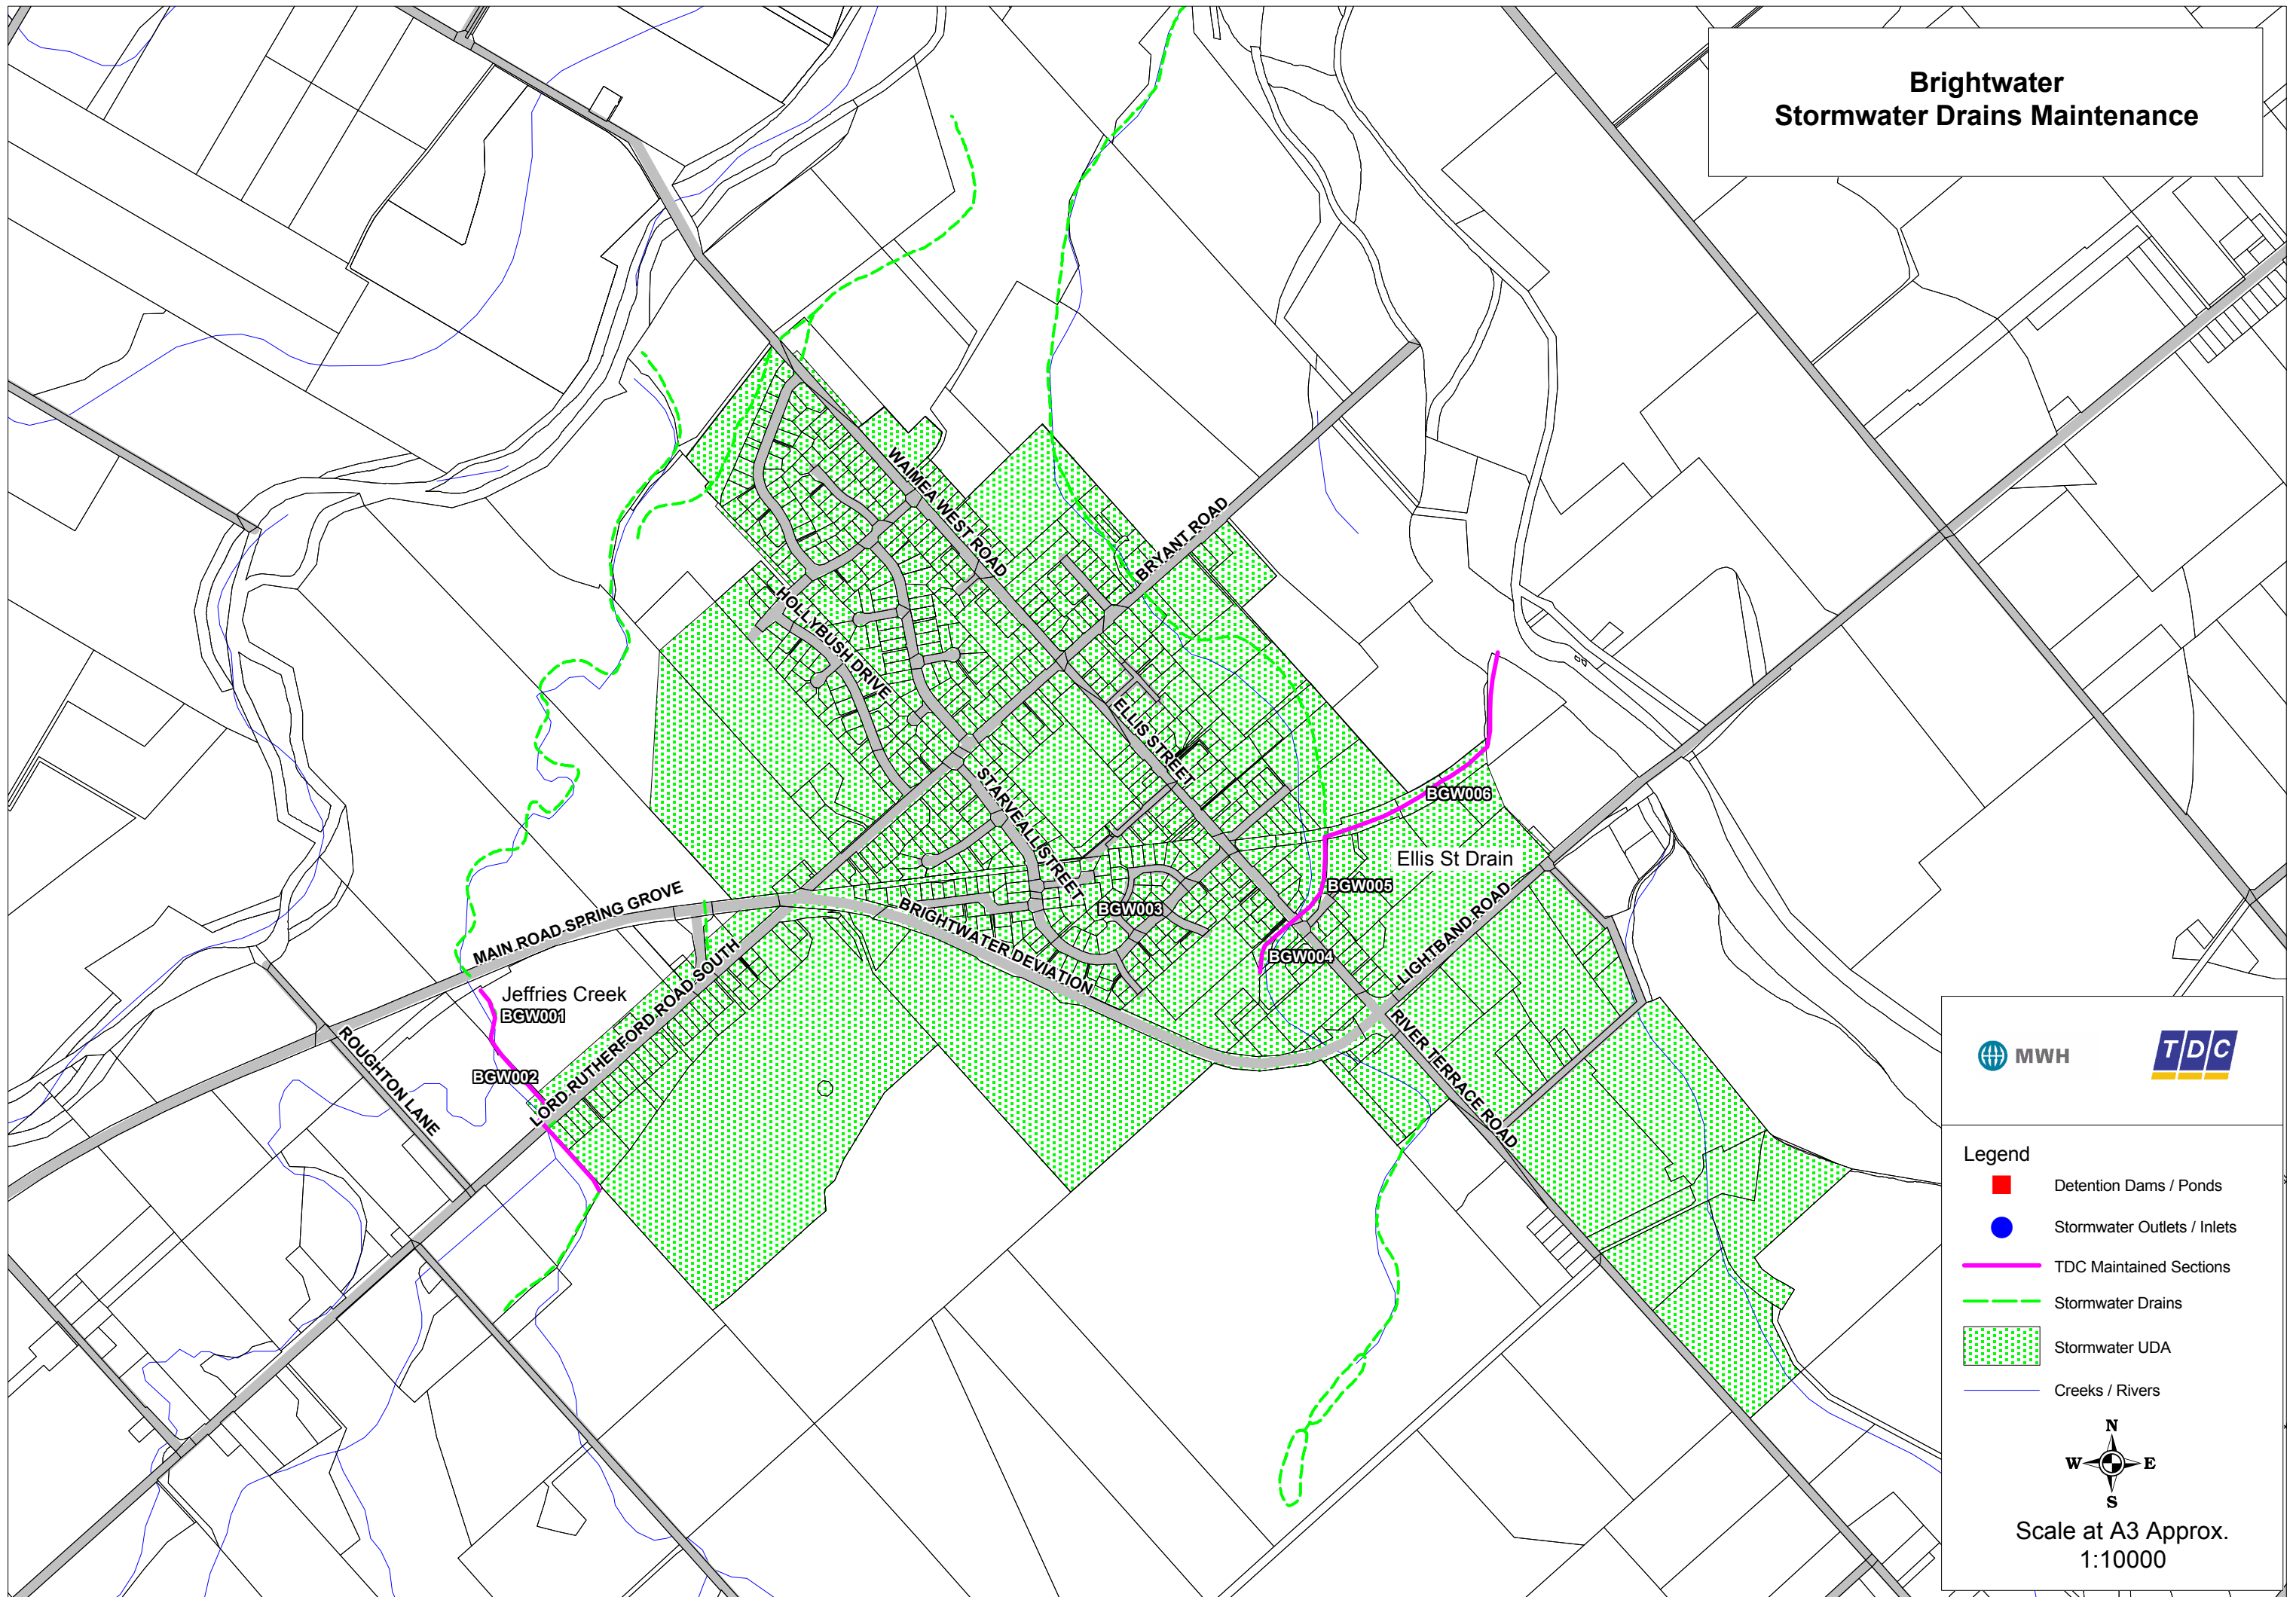 Brightwater
Stormwater Drains Maintenance
WAIMEA WEST ROAD
BRYANT ROAD
HOLLYBUSH DRIVE
ELLIS STREET
STARVEALL STREET
BGW006
Ellis St Drain
BGW005
BGW003
BGW004
LIGHTBAND ROAD
MAIN ROAD SPRING GROVE
BRIGHTWATER DEVIATION
LORD RUTHERFORD ROAD SOUTH
Jeffries Creek
BGW001
BGW002
ROUGHTON LANE
RIVER TERRACE ROAD
MWH
TDC
Legend
Detention Dams / Ponds
Stormwater Outlets / Inlets
TDC Maintained Sections
Stormwater Drains
Stormwater UDA
Creeks / Rivers
N
W E
S
Scale at A3 Approx.
1:10000